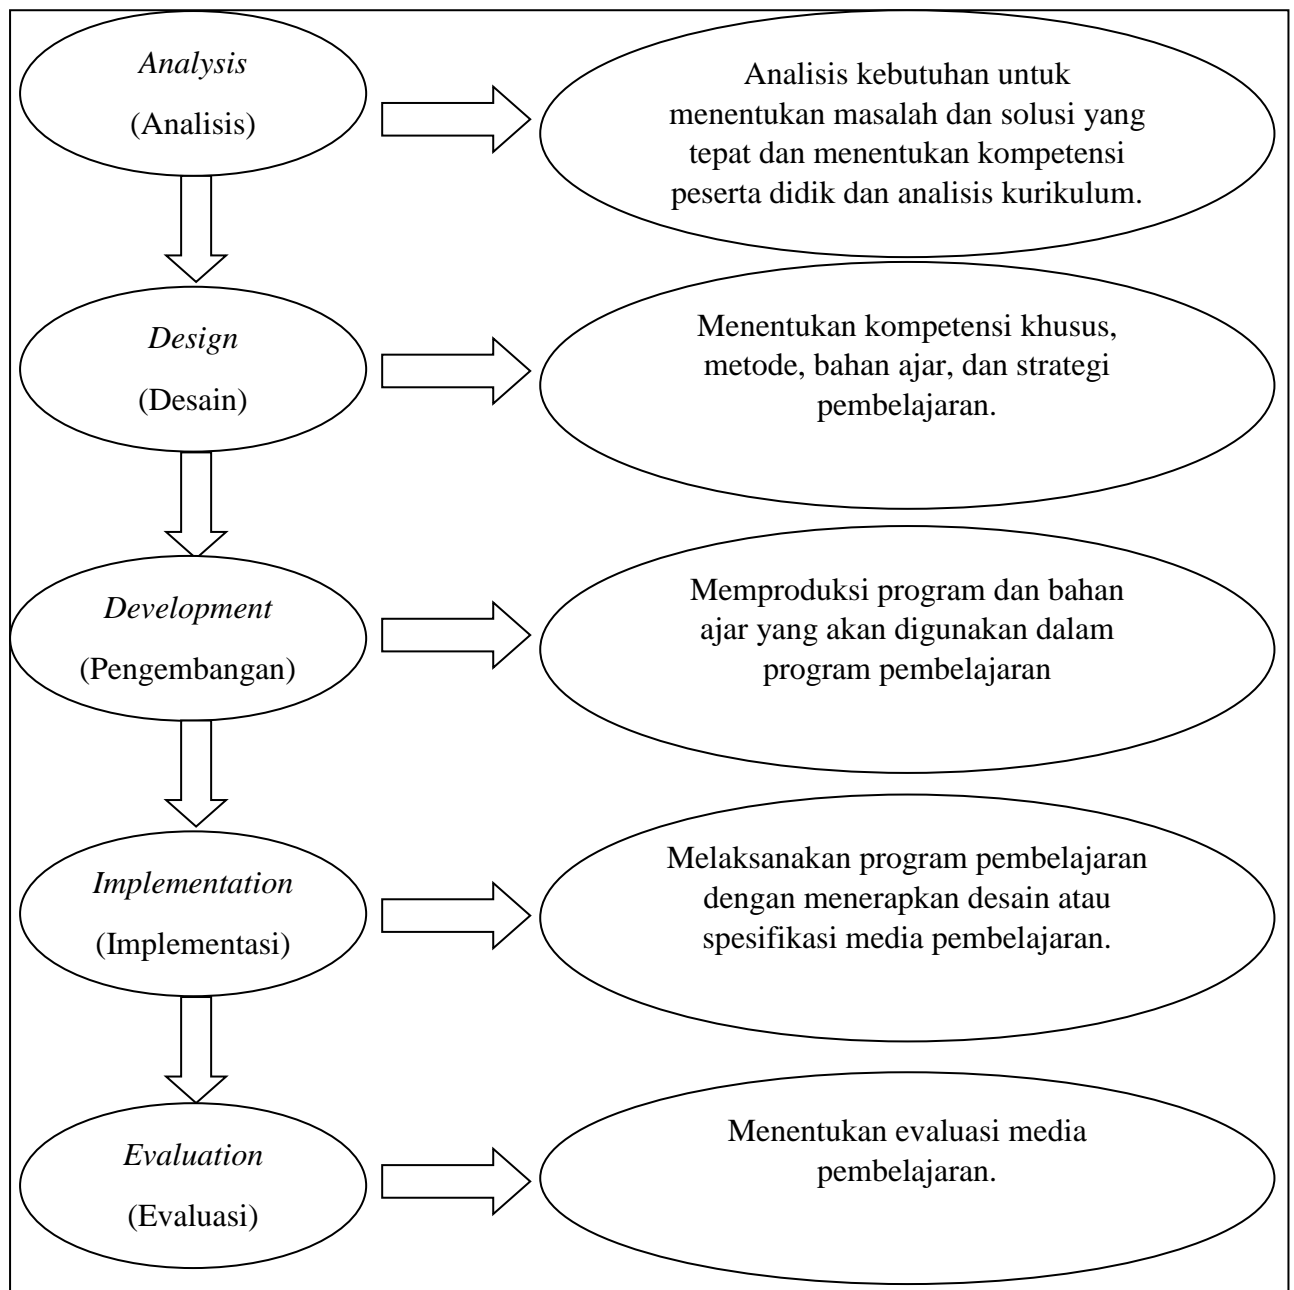 Analysis
(Analisis)
Analisis kebutuhan untuk
menentukan masalah dan solusi yang
tepat dan menentukan kompetensi
peserta didik dan analisis kurikulum.
Design
(Desain)
Menentukan kompetensi khusus,
metode, bahan ajar, dan strategi
pembelajaran.
Development
(Pengembangan)
Memproduksi program dan bahan
ajar yang akan digunakan dalam
program pembelajaran
Implementation
(Implementasi)
Melaksanakan program pembelajaran
dengan menerapkan desain atau
spesifikasi media pembelajaran.
Evaluation
(Evaluasi)
Menentukan evaluasi media
pembelajaran.